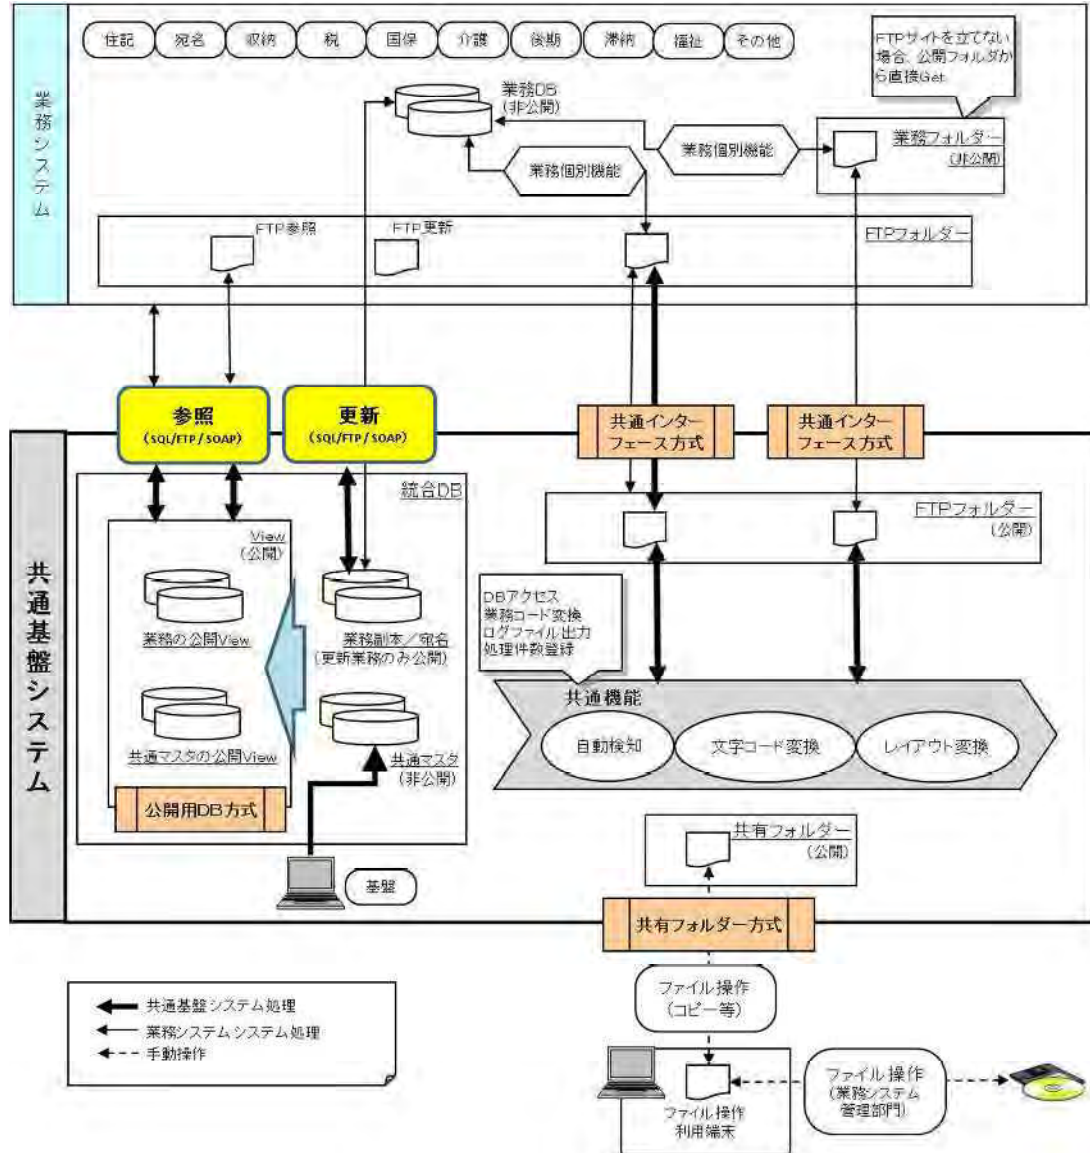 住記
宛名
収納
税
国保
介護
後期
滞納
福祉
その他
FTPサイトを立てない
場合、公開フォルダか
ら直接Get
業務システム
業務DB
(非公開)
業務個別機能
業務個別機能
業務フォルダー
(非公開)
FTP参照
FTP更新
FTPフォルダー
参照
(SQL/FTP/SOAP)
更新
(SQL/FTP/SOAP)
共通インター
フェース方式
共通インター
フェース方式
共通基盤システム
統合DB
View
(公開)
業務の公開View
業務副本/宛名
(更新業務のみ公開)
共通マスタの公開View
共通マスタ
(非公開)
公開用DB方式
基盤
FTPフォルダー
(公開)
DBアクセス
業務コード変換
ログファイル出力
処理件数登録
共通機能
自動検知
文字コード変換
レイアウト変換
共有フォルダー
(公開)
共有フォルダー方式
共通基盤システム処理
業務システムシステム処理
手動操作
ファイル操作
(コピー等)
ファイル操作
利用端末
ファイル操作
(業務システム
管理部門)